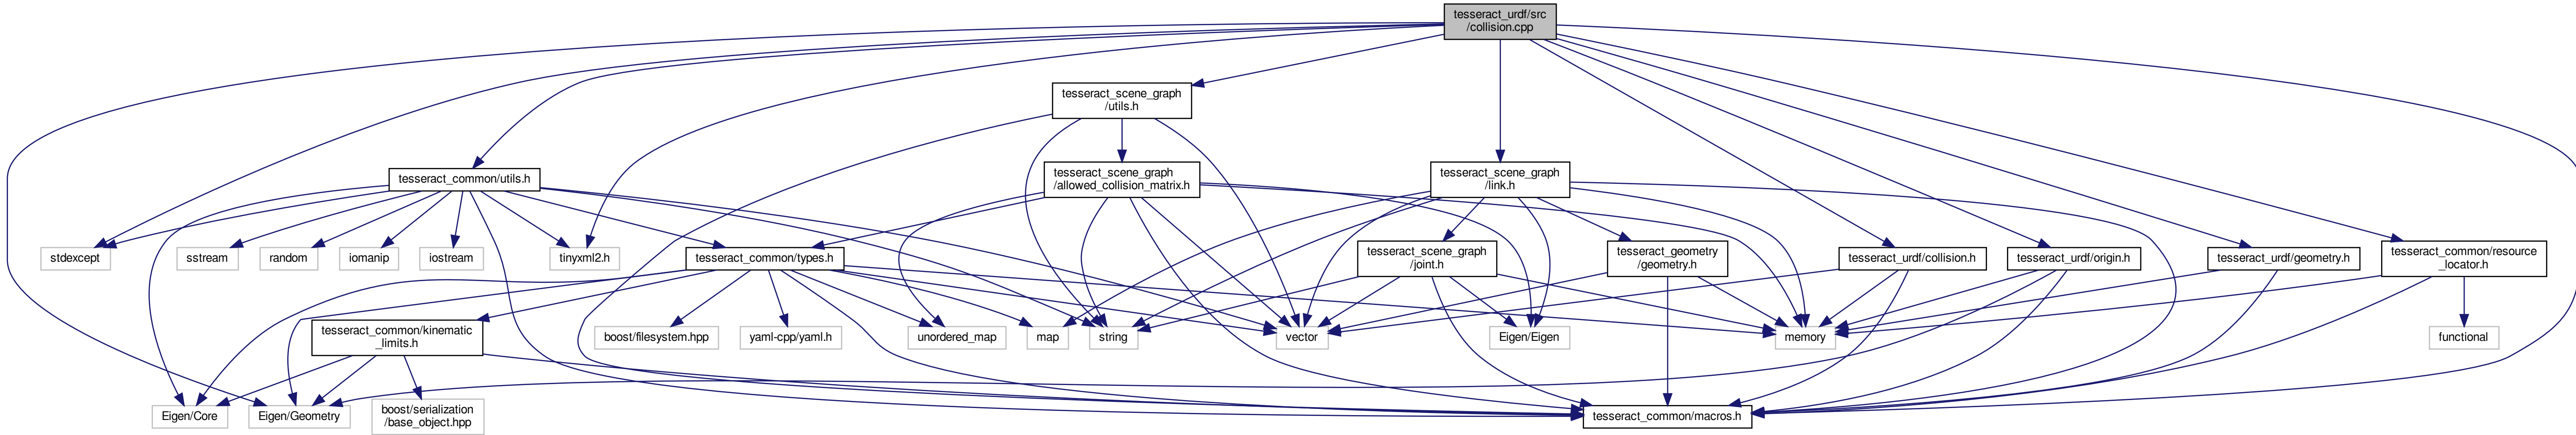 tesseract_urdf/src
/collision.cpp
tesseract_scene_graph
/utils.h
tesseract_common/utils.h
tesseract_scene_graph
/allowed_collision_matrix.h
tesseract_scene_graph
/link.h
stdexcept
sstream
random
iomanip
iostream
tinyxml2.h
tesseract_common/types.h
tesseract_scene_graph
/joint.h
tesseract_geometry
/geometry.h
tesseract_urdf/collision.h
tesseract_urdf/origin.h
tesseract_urdf/geometry.h
tesseract_common/resource
_locator.h
tesseract_common/kinematic
_limits.h
boost/filesystem.hpp
yaml-cpp/yaml.h
unordered_map
map
string
vector
Eigen/Eigen
memory
functional
Eigen/Core
Eigen/Geometry
boost/serialization
/base_object.hpp
tesseract_common/macros.h